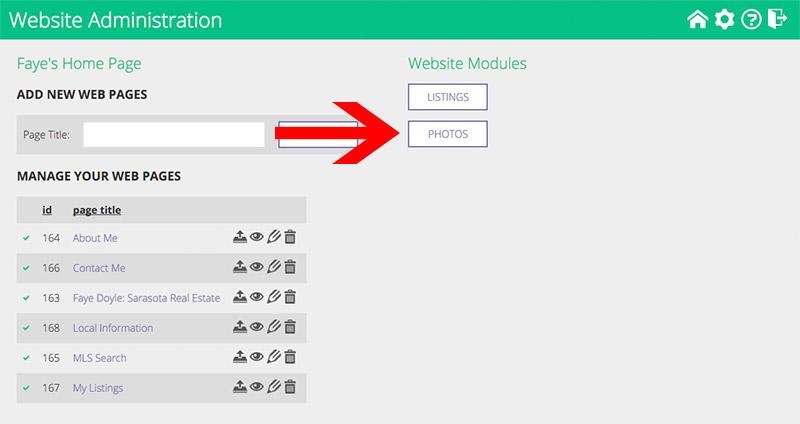 Website Administration
Faye's Home Page
ADD NEW WEB PAGES
Page Title:
MANAGE YOUR WEB PAGES
id page title
164 About Me
166 Contact Me
163 Faye Doyle: Sarasota Real Estate
168 Local Information
165 MLS Search
167 My Listings
Website Modules
LISTINGS
PHOTOS